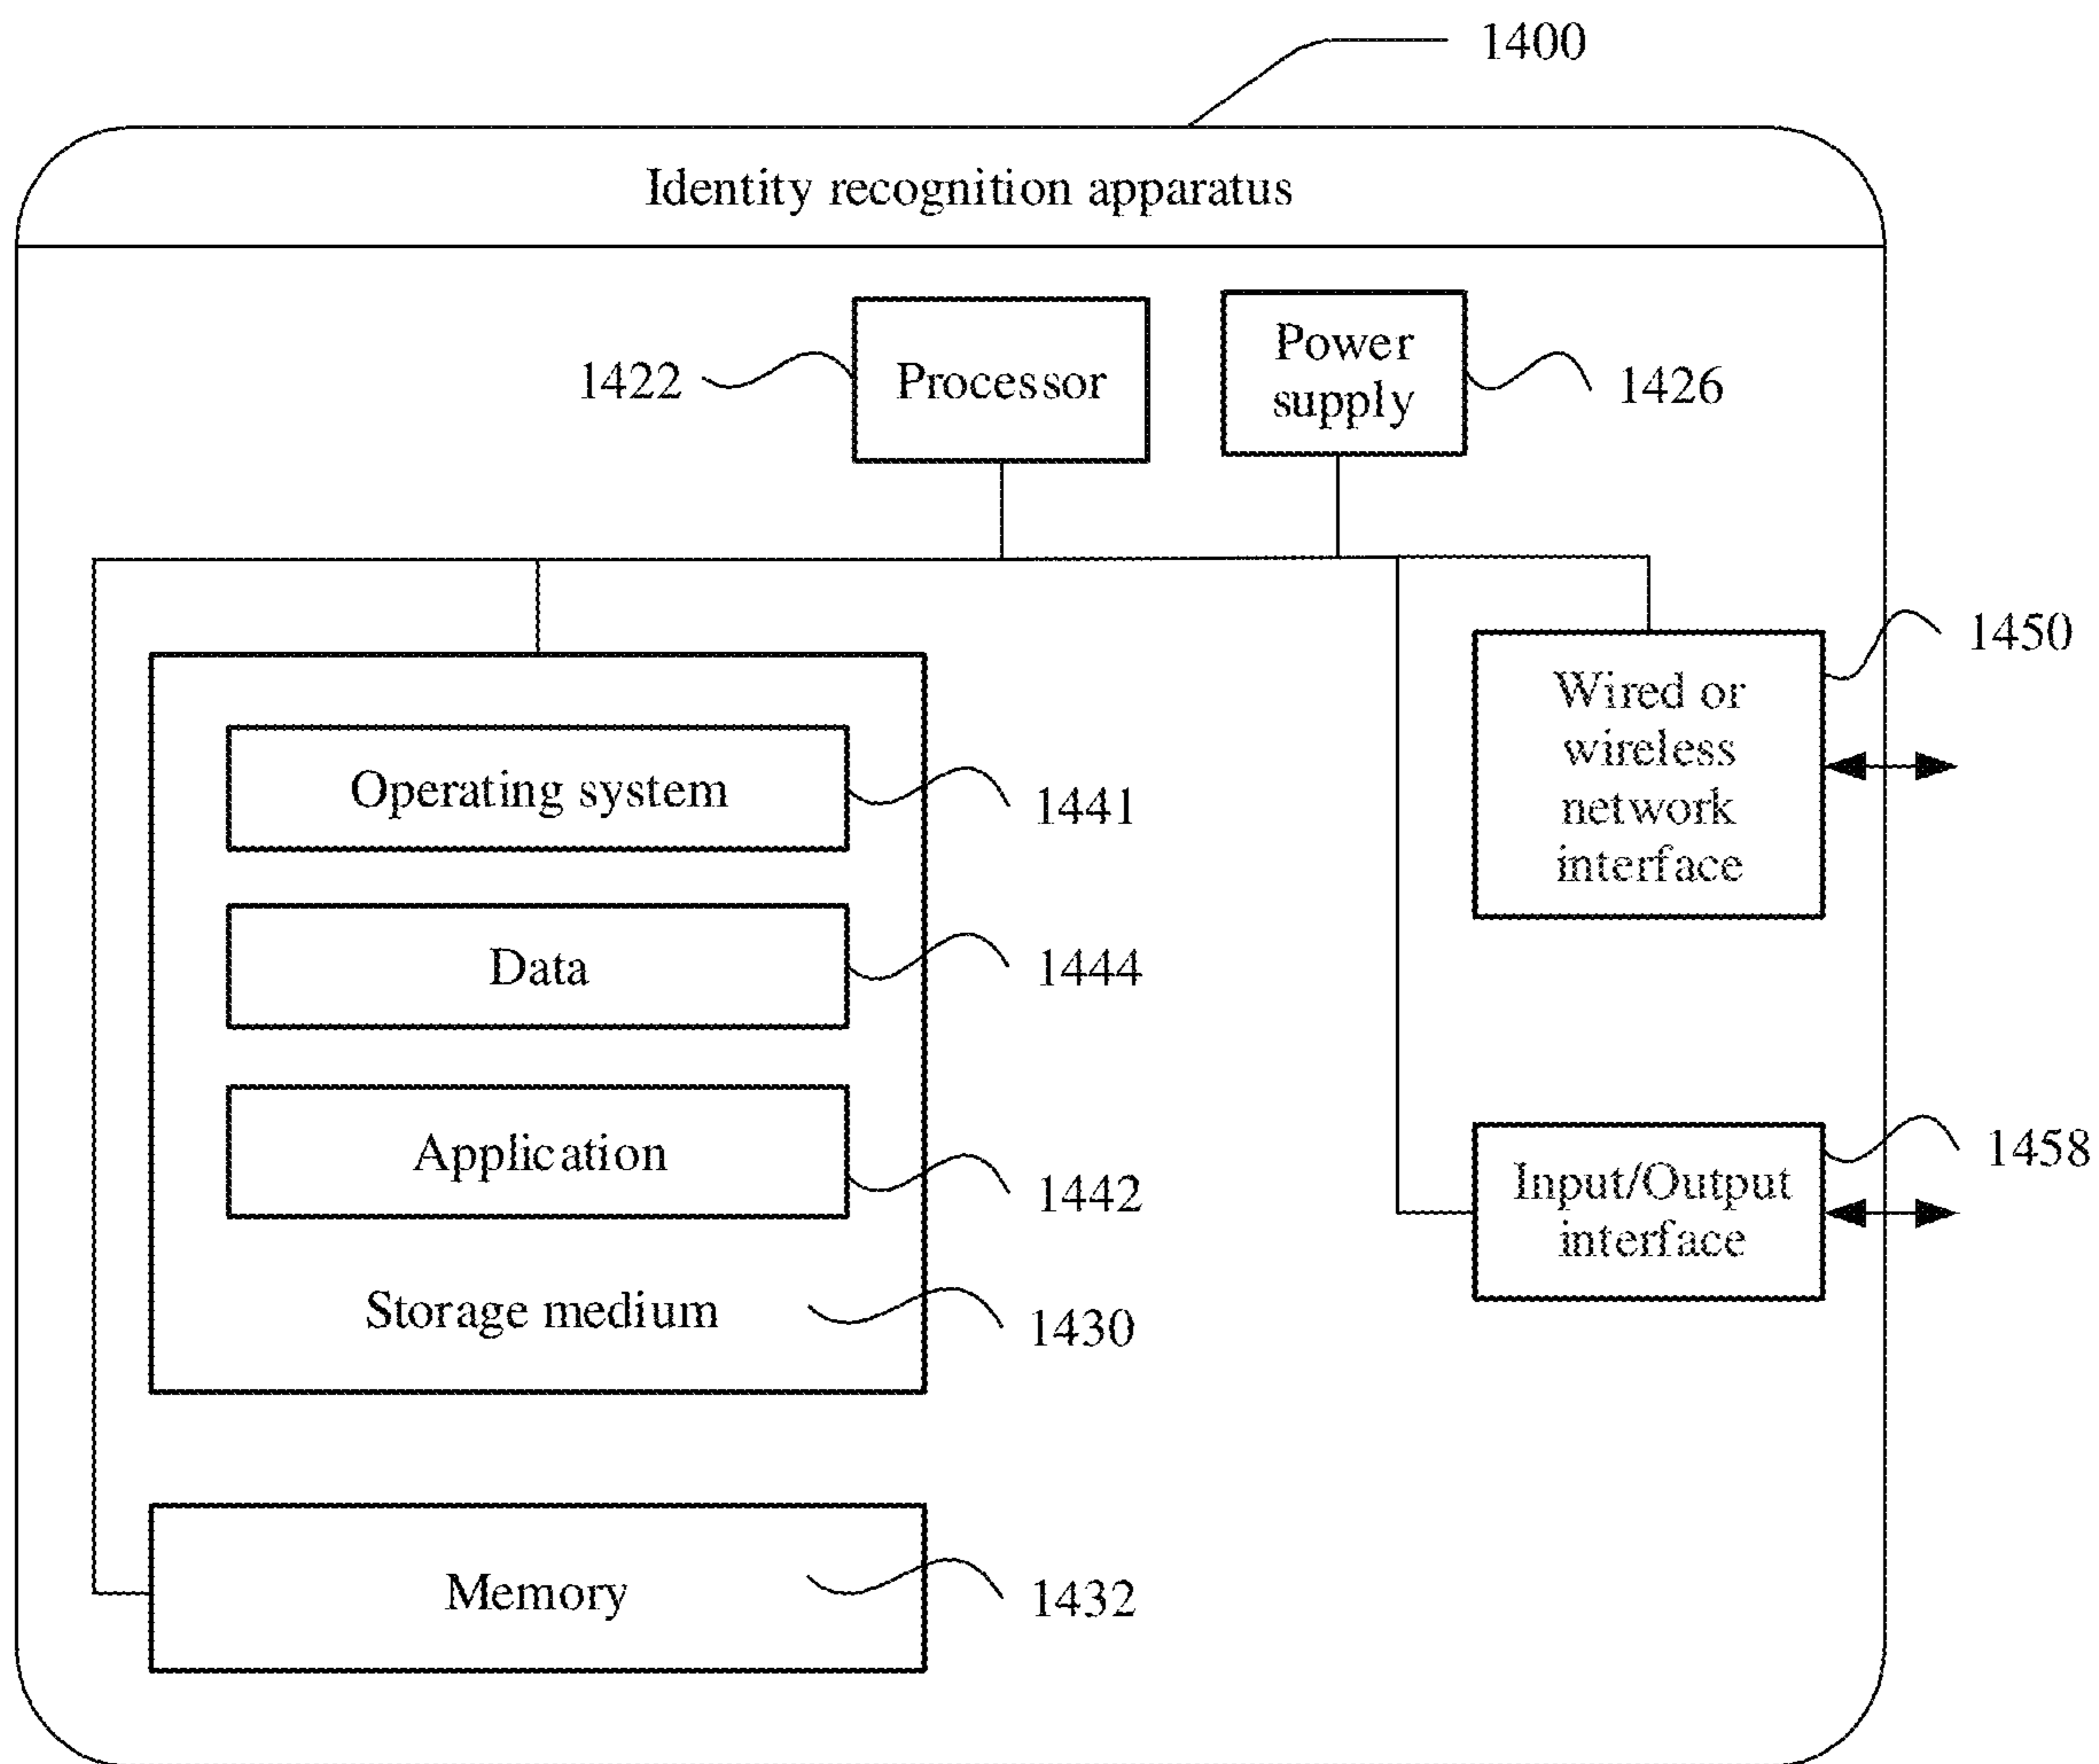 1400
Identity recognition apparatus
1422
Processor
Power
supply
1426
1450
Wired or
wireless
network
interface
Operating system
1441
Data
1444
Application
1442
1458
Input/Output
interface
Storage medium
1430
Memory
1432